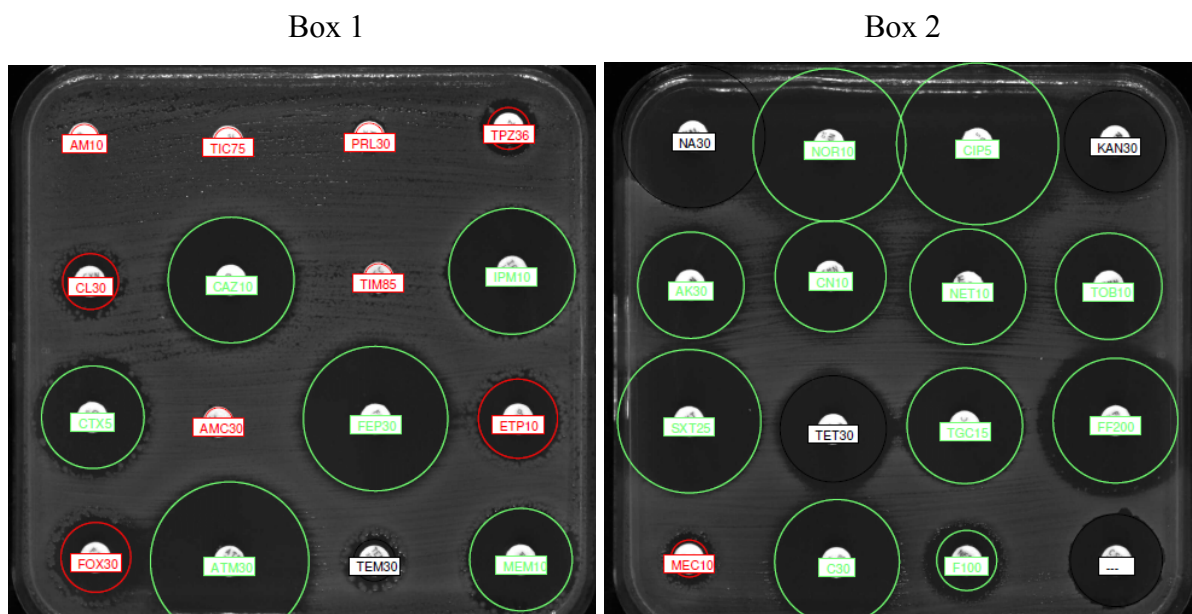 Box 1
Box 2
AM10
TIC75
PRL30
TPZ36
CL30
CAZ10
TIM85
IPM10
CTX5
AMC30
FEP30
ETP10
FOX30
ATM30
TEM30
MEM10
NA30
NOR10
CIP5
KAN30
AK30
CN10
NET10
TOB10
SXT25
TET30
TGC15
FF200
MEC10
C30
F100
---